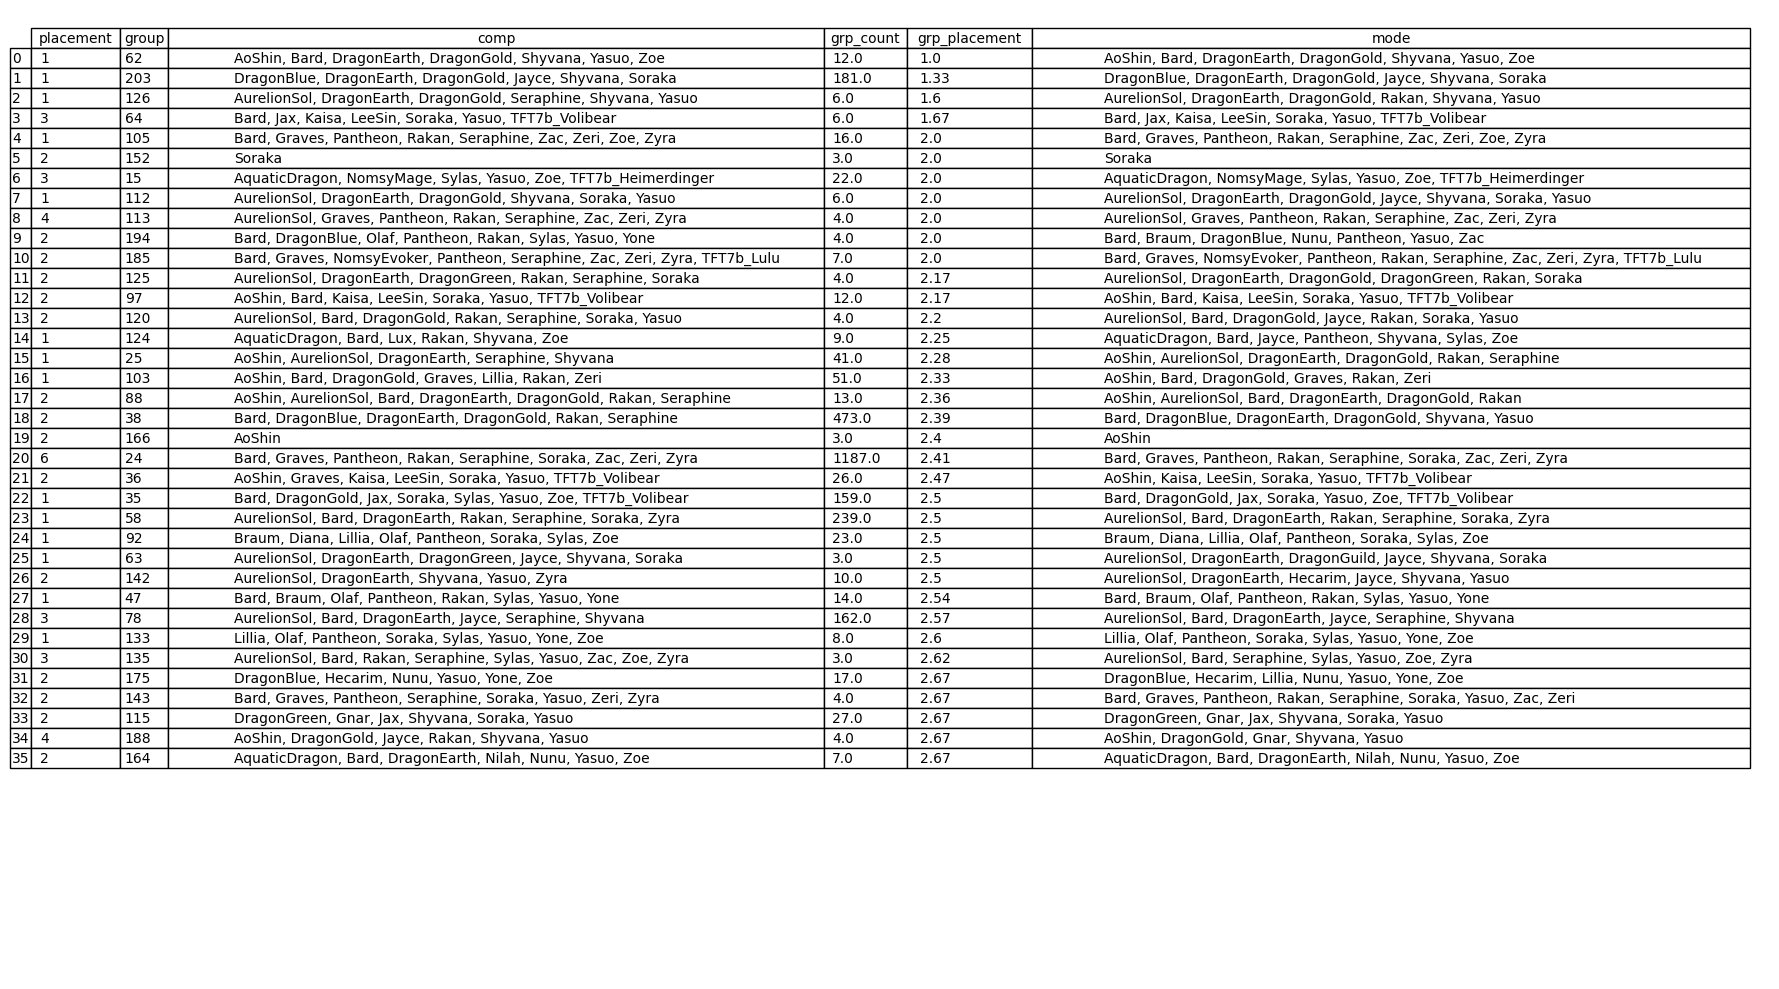 placement group comp grp_count grp_placement mode
0 1 62 AoShin, Bard, DragonEarth, DragonGold, Shyvana, Yasuo, Zoe 12.0 1.0 AoShin, Bard, DragonEarth, DragonGold, Shyvana, Yasuo, Zoe
1 1 203 DragonBlue, DragonEarth, DragonGold, Jayce, Shyvana, Soraka 181.0 1.33 DragonBlue, DragonEarth, DragonGold, Jayce, Shyvana, Soraka
2 1 126 AurelionSol, DragonEarth, DragonGold, Seraphine, Shyvana, Yasuo 6.0 1.6 AurelionSol, DragonEarth, DragonGold, Rakan, Shyvana, Yasuo
3 3 64 Bard, Jax, Kaisa, LeeSin, Soraka, Yasuo, TFT7b_Volibear 6.0 1.67 Bard, Jax, Kaisa, LeeSin, Soraka, Yasuo, TFT7b_Volibear
4 1 105 Bard, Graves, Pantheon, Rakan, Seraphine, Zac, Zeri, Zoe, Zyra 16.0 2.0 Bard, Graves, Pantheon, Rakan, Seraphine, Zac, Zeri, Zoe, Zyra
5 2 152 Soraka 3.0 2.0 Soraka
6 3 15 AquaticDragon, NomsyMage, Sylas, Yasuo, Zoe, TFT7b_Heimerdinger 22.0 2.0 AquaticDragon, NomsyMage, Sylas, Yasuo, Zoe, TFT7b_Heimerdinger
7 1 112 AurelionSol, DragonEarth, DragonGold, Shyvana, Soraka, Yasuo 6.0 2.0 AurelionSol, DragonEarth, DragonGold, Jayce, Shyvana, Soraka, Yasuo
8 4 113 AurelionSol, Graves, Pantheon, Rakan, Seraphine, Zac, Zeri, Zyra 4.0 2.0 AurelionSol, Graves, Pantheon, Rakan, Seraphine, Zac, Zeri, Zyra
9 2 194 Bard, DragonBlue, Olaf, Pantheon, Rakan, Sylas, Yasuo, Yone 4.0 2.0 Bard, Braum, DragonBlue, Nunu, Pantheon, Yasuo, Zac
10 2 185 Bard, Graves, NomsyEvoker, Pantheon, Seraphine, Zac, Zeri, Zyra, TFT7b_Lulu 7.0 2.0 Bard, Graves, NomsyEvoker, Pantheon, Rakan, Seraphine, Zac, Zeri, Zyra, TFT7b_Lulu
11 2 125 AurelionSol, DragonEarth, DragonGreen, Rakan, Seraphine, Soraka 4.0 2.17 AurelionSol, DragonEarth, DragonGold, DragonGreen, Rakan, Soraka
12 2 97 AoShin, Bard, Kaisa, LeeSin, Soraka, Yasuo, TFT7b_Volibear 12.0 2.17 AoShin, Bard, Kaisa, LeeSin, Soraka, Yasuo, TFT7b_Volibear
13 2 120 AurelionSol, Bard, DragonGold, Rakan, Seraphine, Soraka, Yasuo 4.0 2.2 AurelionSol, Bard, DragonGold, Jayce, Rakan, Soraka, Yasuo
14 1 124 AquaticDragon, Bard, Lux, Rakan, Shyvana, Zoe 9.0 2.25 AquaticDragon, Bard, Jayce, Pantheon, Shyvana, Sylas, Zoe
15 1 25 AoShin, AurelionSol, DragonEarth, Seraphine, Shyvana 41.0 2.28 AoShin, AurelionSol, DragonEarth, DragonGold, Rakan, Seraphine
16 1 103 AoShin, Bard, DragonGold, Graves, Lillia, Rakan, Zeri 51.0 2.33 AoShin, Bard, DragonGold, Graves, Rakan, Zeri
17 2 88 AoShin, AurelionSol, Bard, DragonEarth, DragonGold, Rakan, Seraphine 13.0 2.36 AoShin, AurelionSol, Bard, DragonEarth, DragonGold, Rakan
18 2 38 Bard, DragonBlue, DragonEarth, DragonGold, Rakan, Seraphine 473.0 2.39 Bard, DragonBlue, DragonEarth, DragonGold, Shyvana, Yasuo
19 2 166 AoShin 3.0 2.4 AoShin
20 6 24 Bard, Graves, Pantheon, Rakan, Seraphine, Soraka, Zac, Zeri, Zyra 1187.0 2.41 Bard, Graves, Pantheon, Rakan, Seraphine, Soraka, Zac, Zeri, Zyra
21 2 36 AoShin, Graves, Kaisa, LeeSin, Soraka, Yasuo, TFT7b_Volibear 26.0 2.47 AoShin, Kaisa, LeeSin, Soraka, Yasuo, TFT7b_Volibear
22 1 35 Bard, DragonGold, Jax, Soraka, Sylas, Yasuo, Zoe, TFT7b_Volibear 159.0 2.5 Bard, DragonGold, Jax, Soraka, Yasuo, Zoe, TFT7b_Volibear
23 1 58 AurelionSol, Bard, DragonEarth, Rakan, Seraphine, Soraka, Zyra 239.0 2.5 AurelionSol, Bard, DragonEarth, Rakan, Seraphine, Soraka, Zyra
24 1 92 Braum, Diana, Lillia, Olaf, Pantheon, Soraka, Sylas, Zoe 23.0 2.5 Braum, Diana, Lillia, Olaf, Pantheon, Soraka, Sylas, Zoe
25 1 63 AurelionSol, DragonEarth, DragonGreen, Jayce, Shyvana, Soraka 3.0 2.5 AurelionSol, DragonEarth, DragonGuild, Jayce, Shyvana, Soraka
26 2 142 AurelionSol, DragonEarth, Shyvana, Yasuo, Zyra 10.0 2.5 AurelionSol, DragonEarth, Hecarim, Jayce, Shyvana, Yasuo
27 1 47 Bard, Braum, Olaf, Pantheon, Rakan, Sylas, Yasuo, Yone 14.0 2.54 Bard, Braum, Olaf, Pantheon, Rakan, Sylas, Yasuo, Yone
28 3 78 AurelionSol, Bard, DragonEarth, Jayce, Seraphine, Shyvana 162.0 2.57 AurelionSol, Bard, DragonEarth, Jayce, Seraphine, Shyvana
29 1 133 Lillia, Olaf, Pantheon, Soraka, Sylas, Yasuo, Yone, Zoe 8.0 2.6 Lillia, Olaf, Pantheon, Soraka, Sylas, Yasuo, Yone, Zoe
30 3 135 AurelionSol, Bard, Rakan, Seraphine, Sylas, Yasuo, Zac, Zoe, Zyra 3.0 2.62 AurelionSol, Bard, Seraphine, Sylas, Yasuo, Zoe, Zyra
31 2 175 DragonBlue, Hecarim, Nunu, Yasuo, Yone, Zoe 17.0 2.67 DragonBlue, Hecarim, Lillia, Nunu, Yasuo, Yone, Zoe
32 2 143 Bard, Graves, Pantheon, Seraphine, Soraka, Yasuo, Zeri, Zyra 4.0 2.67 Bard, Graves, Pantheon, Rakan, Seraphine, Soraka, Yasuo, Zac, Zeri
33 2 115 DragonGreen, Gnar, Jax, Shyvana, Soraka, Yasuo 27.0 2.67 DragonGreen, Gnar, Jax, Shyvana, Soraka, Yasuo
34 4 188 AoShin, DragonGold, Jayce, Rakan, Shyvana, Yasuo 4.0 2.67 AoShin, DragonGold, Gnar, Shyvana, Yasuo
35 2 164 AquaticDragon, Bard, DragonEarth, Nilah, Nunu, Yasuo, Zoe 7.0 2.67 AquaticDragon, Bard, DragonEarth, Nilah, Nunu, Yasuo, Zoe